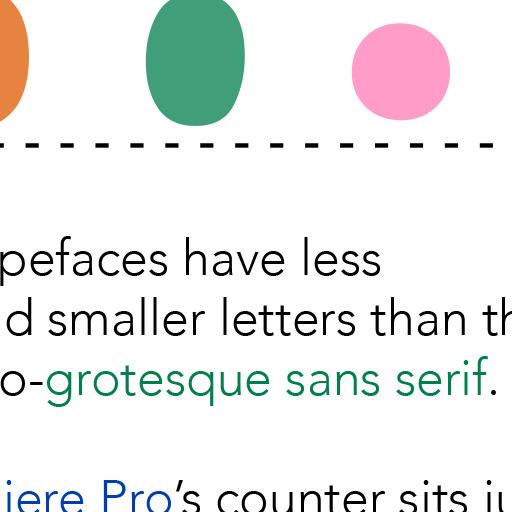 pefaces have less
d smaller letters than th
o-grotesque sans serif.
iere Pro’s counter sits ju